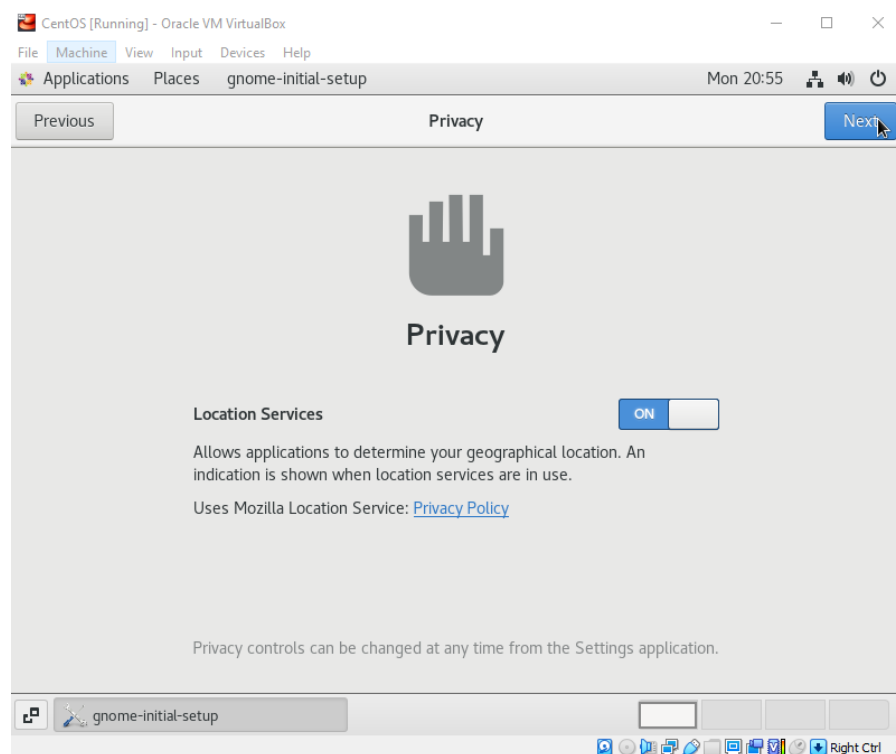 CentOS [Running] - Oracle VM VirtualBox
File Machine View Input Devices Help
Applications Places gnome-initial-setup Mon 20:55
Previous Privacy Next
Privacy
Location Services ON
Allows applications to determine your geographical location. An
indication is shown when location services are in use.
Uses Mozilla Location Service: Privacy Policy
Privacy controls can be changed at any time from the Settings application.
gnome-initial-setup
Right Ctrl